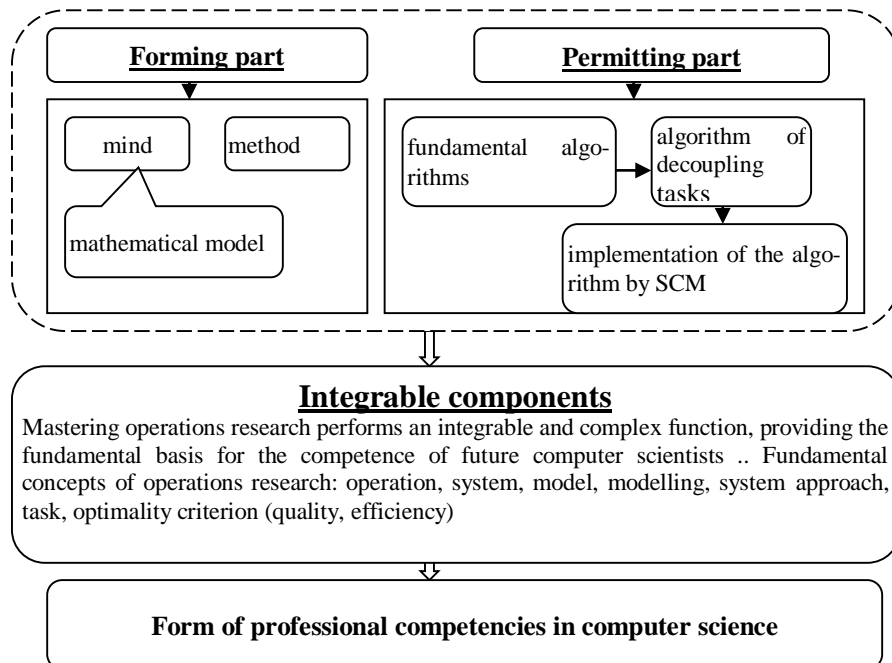 Forming part
Permitting part
mind
method
mathematical model
fundamental algo-
rithms
algorithm of
decoupling
tasks
implementation of the algo-
rithm by SCM
Integrable components
Mastering operations research performs an integrable and complex function, providing the
fundamental basis for the competence of future computer scientists .. Fundamental
concepts of operations research: operation, system, model, modelling, system approach,
task, optimality criterion (quality, efficiency)
Form of professional competencies in computer science